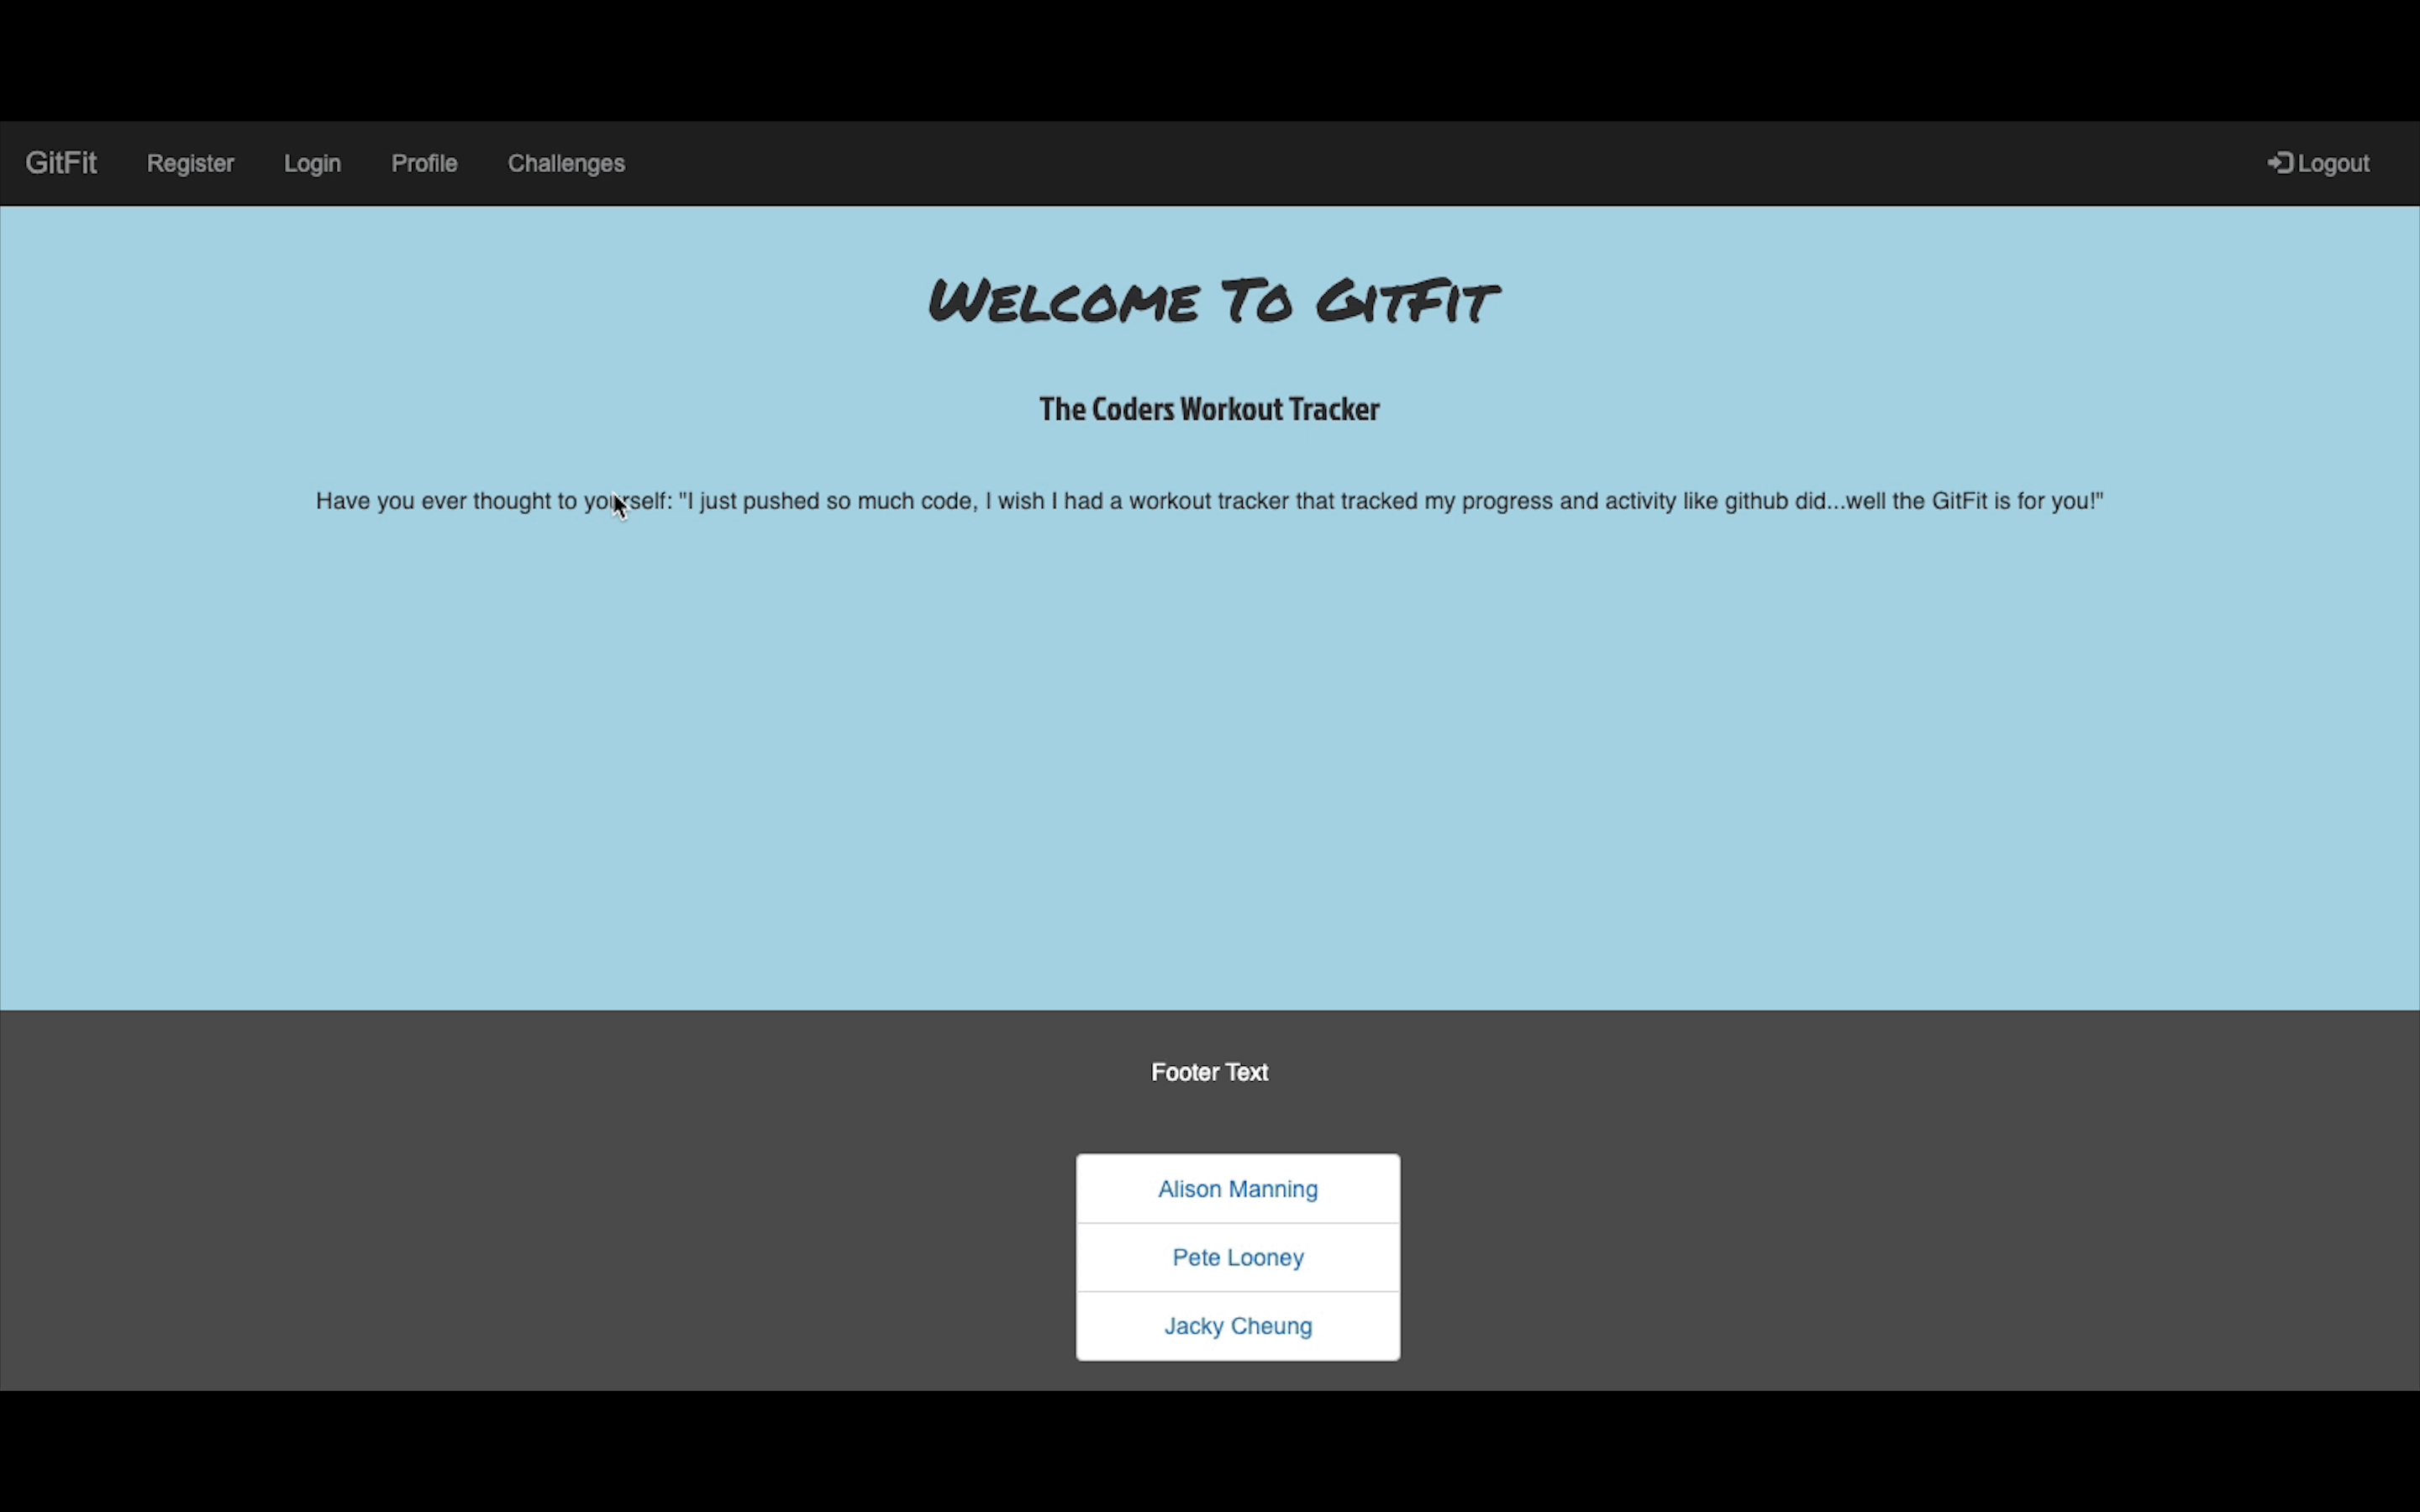 GitFit Register Login Profile Challenges Logout
Welcome To GitFit
The Coders Workout Tracker
Have you ever thought to yourself: "I just pushed so much code, I wish I had a workout tracker that tracked my progress and activity like github did...well the GitFit is for you!"
Footer Text
Alison Manning
Pete Looney
Jacky Cheung